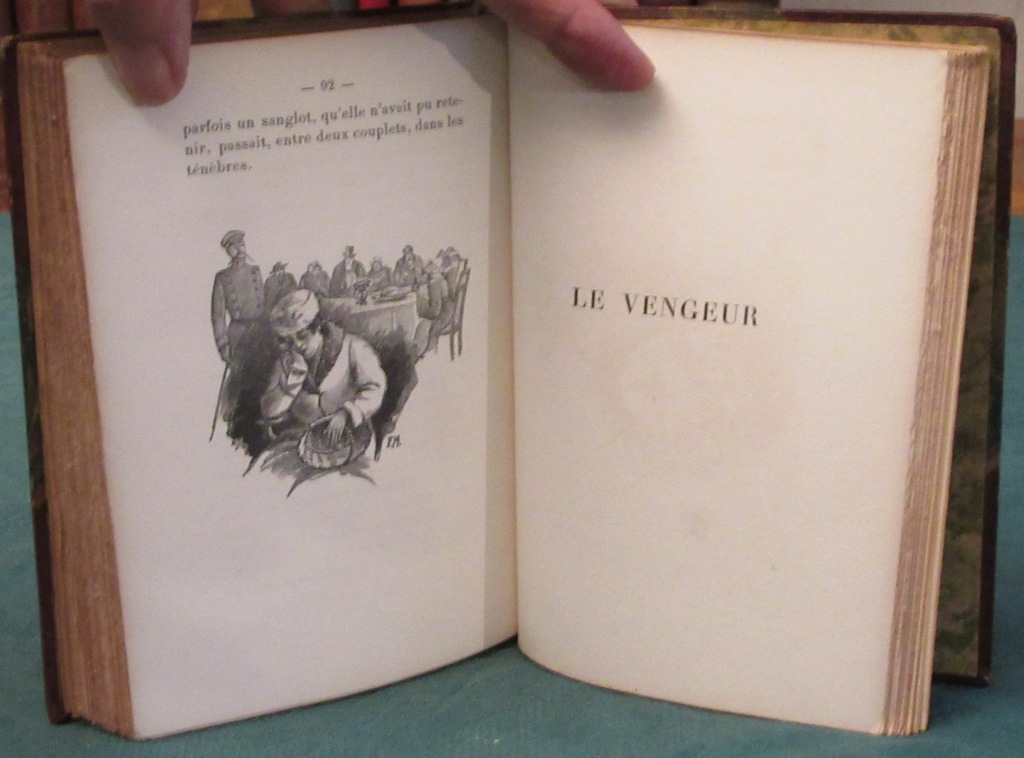 — 92 —
parfois un sanglot, qu'elle n'avait pu rete-
nir, passait, entre deux couplets, dans les
ténèbres.
F.M.
LE VENGEUR